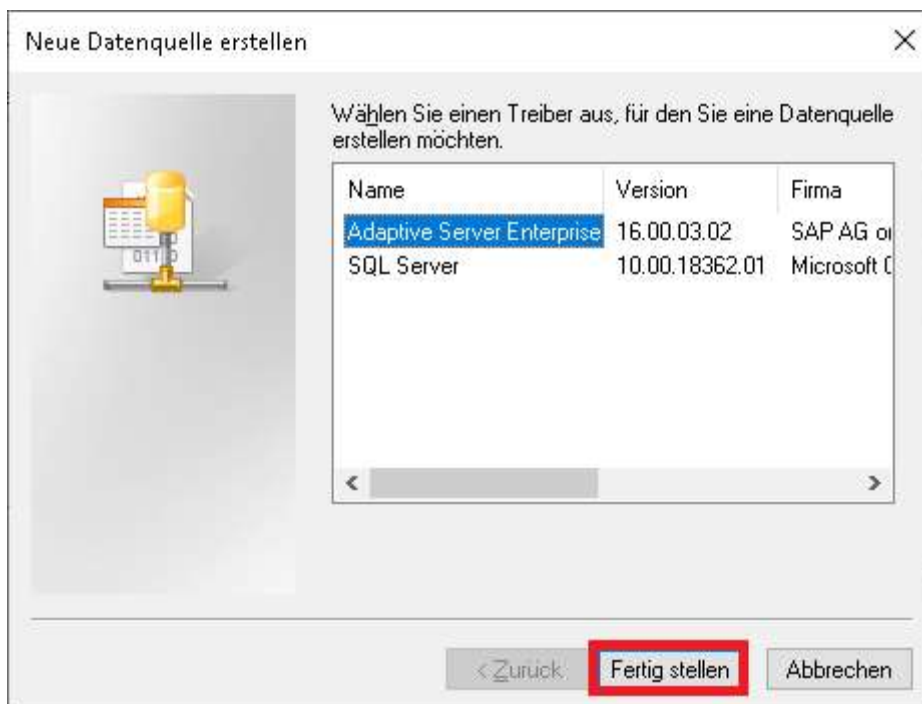 Neue Datenquelle erstellen
Wählen Sie einen Treiber aus, für den Sie eine Datenquelle
erstellen möchten.
Name Version Firma
Adaptive Server Enterprise 16.00.03.02 SAP AG or
SQL Server 10.00.18362.01 Microsoft C
< Zurück Fertig stellen Abbrechen